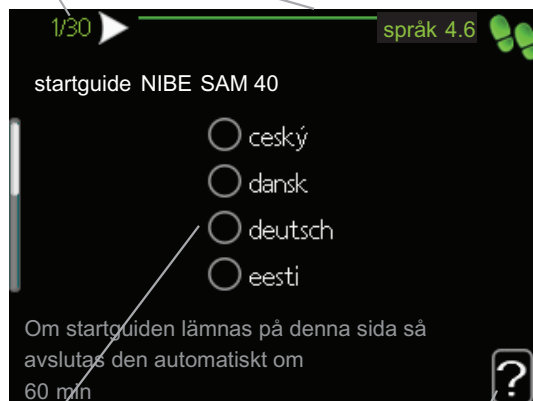 1/30
språk 4.6
startguide NIBE SAM 40
ceský
dansk
deutsch
eesti
Om startguiden lämnas på denna sida så
avslutas den automatiskt om
60 min
?